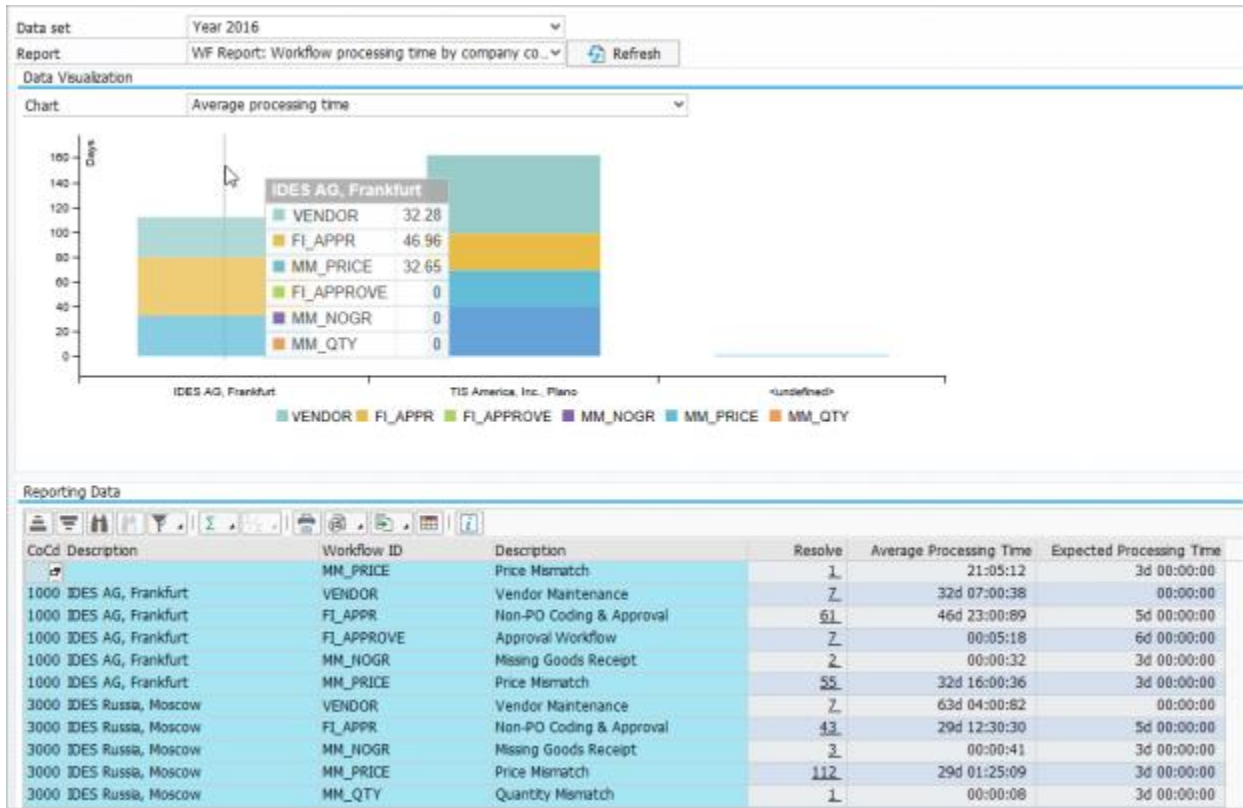 Data set Year 2016
Report WF Report: Workflow processing time by company co... Refresh
Data Visualization
Chart Average processing time
Days
160
140
120
100
80
60
40
20
0
IDES AG, Frankfurt
VENDOR 32.28
FI_APPR 46.96
MM_PRICE 32.65
FI_APPROVE 0
MM_NOGR 0
MM_QTY 0
IDES AG, Frankfurt TIS America, Inc., Plano <undefined>
VENDOR FI_APPR FI_APPROVE MM_NOGR MM_PRICE MM_QTY
Reporting Data
CoCd Description Workflow ID Description Resolve Average Processing Time Expected Processing Time
MM_PRICE Price Mismatch 1 21:05:12 3d 00:00:00
1000 IDES AG, Frankfurt VENDOR Vendor Maintenance 7 32d 07:00:38 00:00:00
1000 IDES AG, Frankfurt FI_APPR Non-PO Coding & Approval 61 46d 23:00:89 5d 00:00:00
1000 IDES AG, Frankfurt FI_APPROVE Approval Workflow 7 00:05:18 6d 00:00:00
1000 IDES AG, Frankfurt MM_NOGR Missing Goods Receipt 2 00:00:32 3d 00:00:00
1000 IDES AG, Frankfurt MM_PRICE Price Mismatch 55 32d 16:00:36 3d 00:00:00
3000 IDES Russia, Moscow VENDOR Vendor Maintenance 7 63d 04:00:82 00:00:00
3000 IDES Russia, Moscow FI_APPR Non-PO Coding & Approval 43 29d 12:30:30 5d 00:00:00
3000 IDES Russia, Moscow MM_NOGR Missing Goods Receipt 3 00:00:41 3d 00:00:00
3000 IDES Russia, Moscow MM_PRICE Price Mismatch 112 29d 01:25:09 3d 00:00:00
3000 IDES Russia, Moscow MM_QTY Quantity Mismatch 1 00:00:08 3d 00:00:00